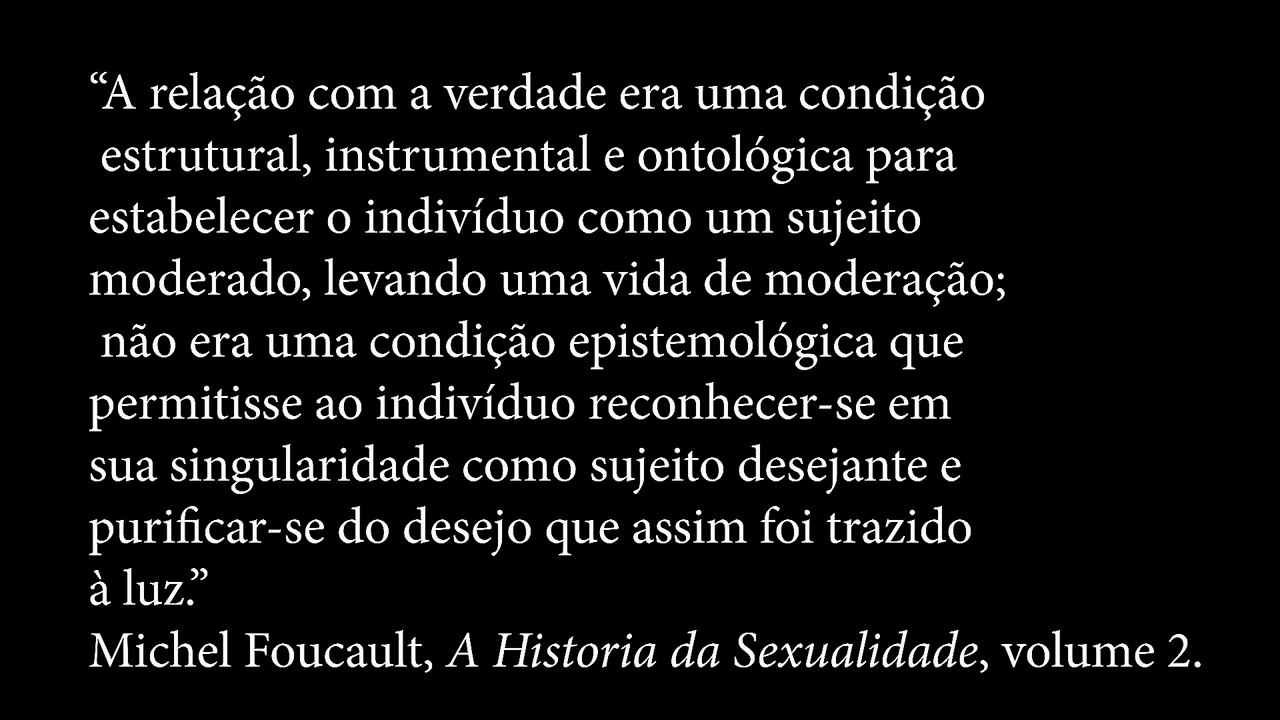 “A relação com a verdade era uma condição
estrutural, instrumental e ontológica para
estabelecer o indivíduo como um sujeito
moderado, levando uma vida de moderação;
não era uma condição epistemológica que
permitisse ao indivíduo reconhecer-se em
sua singularidade como sujeito desejante e
purificar-se do desejo que assim foi trazido
à luz.”
Michel Foucault, A Historia da Sexualidade, volume 2.